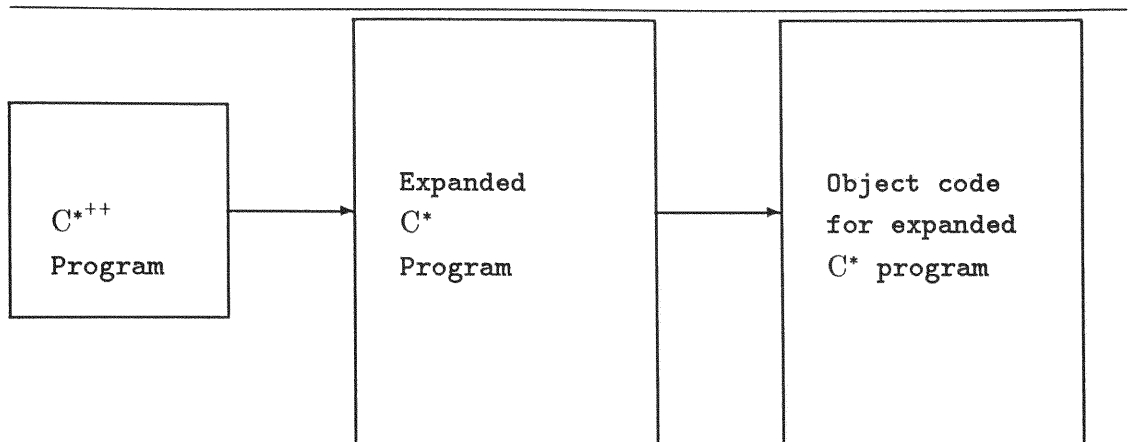 C*++
Program
Expanded
C*
Program
Object code
for expanded
C* program